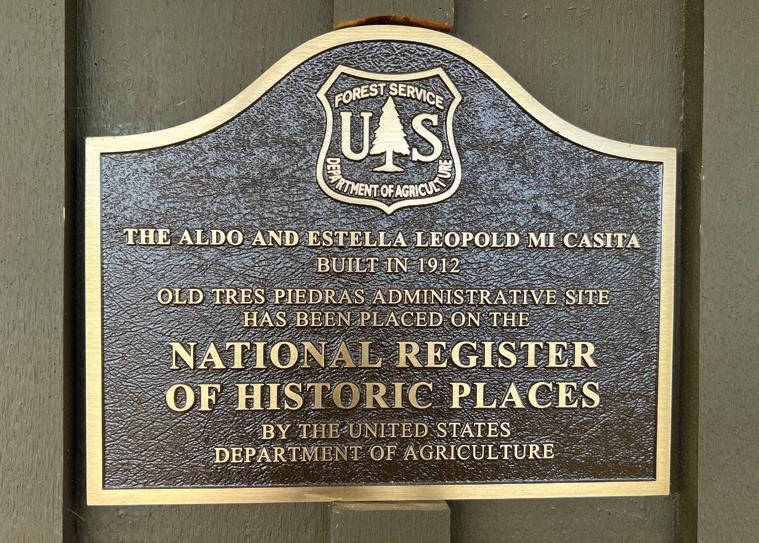 FOREST SERVICE
US
DEPARTMENT OF AGRICULTURE
THE ALDO AND ESTELLA LEOPOLD MI CASITA
BUILT IN 1912
OLD TRES PIEDRAS ADMINISTRATIVE SITE
HAS BEEN PLACED ON THE
NATIONAL REGISTER
OF HISTORIC PLACES
BY THE UNITED STATES
DEPARTMENT OF AGRICULTURE